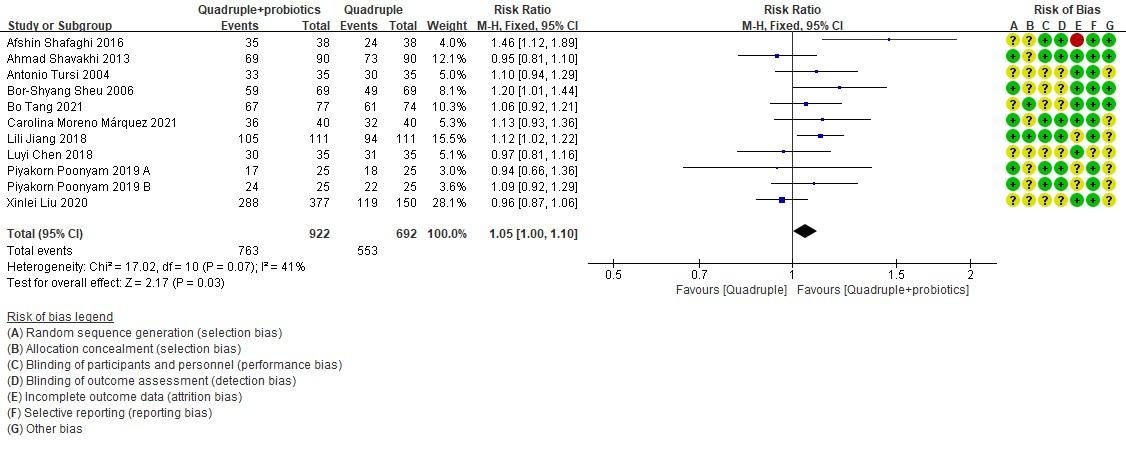 Quadruple+probiotics Quadruple Risk Ratio Risk Ratio Risk of Bias
Study or Subgroup Events Total Events Total Weight M-H, Fixed, 95% CI M-H, Fixed, 95% CI A B C D E F G
Afshin Shafaghi 2016 35 38 24 38 4.0% 1.46 [1.12, 1.89] ? ? + + + +
Ahmad Shavakhi 2013 69 90 73 90 12.1% 0.95 [0.81, 1.10] + ? + + + + +
Antonio Tursi 2004 33 35 30 35 5.0% 1.10 [0.94, 1.29] ? ? ? ? + + ?
Bor-Shyang Sheu 2006 59 69 49 69 8.1% 1.20 [1.01, 1.44] + ? ? ? + + +
Bo Tang 2021 67 77 61 74 10.3% 1.06 [0.92, 1.21] ? + ? ? + + +
Carolina Moreno Márquez 2021 36 40 32 40 5.3% 1.13 [0.93, 1.36] + ? + + + + ?
Lili Jiang 2018 105 111 94 111 15.5% 1.12 [1.02, 1.22] + + + + ? + ?
Luyi Chen 2018 30 35 31 35 5.1% 0.97 [0.81, 1.16] ? ? ? ? + ? ?
Piyakorn Poonyam 2019 A 17 25 18 25 3.0% 0.94 [0.66, 1.36] + ? + + ? + ?
Piyakorn Poonyam 2019 B 24 25 22 25 3.6% 1.09 [0.92, 1.29] + ? + + ? + ?
Xinlei Liu 2020 288 377 119 150 28.1% 0.96 [0.87, 1.06] ? ? ? ? + + +
Total (95% CI) 922 692 100.0% 1.05 [1.00, 1.10]
Total events 763 553
Heterogeneity: Chi² = 17.02, df = 10 (P = 0.07); I² = 41%
Test for overall effect: Z = 2.17 (P = 0.03)
0.5 0.7 1 1.5 2
Favours [Quadruple] Favours [Quadruple+probiotics]
Risk of bias legend
(A) Random sequence generation (selection bias)
(B) Allocation concealment (selection bias)
(C) Blinding of participants and personnel (performance bias)
(D) Blinding of outcome assessment (detection bias)
(E) Incomplete outcome data (attrition bias)
(F) Selective reporting (reporting bias)
(G) Other bias